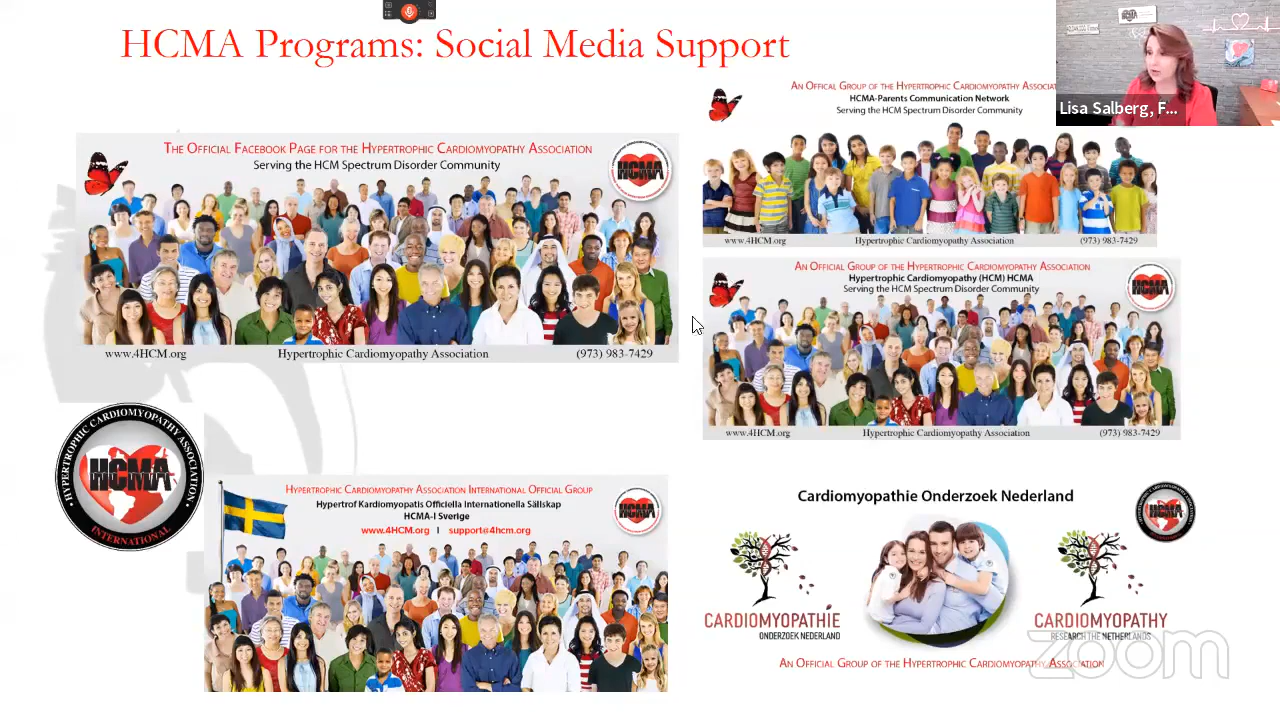 HCMA Programs: Social Media Support
Lisa Salberg, F...
THE OFFICIAL FACEBOOK PAGE FOR THE HYPERTROPHIC CARDIOMYOPATHY ASSOCIATION
Serving the HCM Spectrum Disorder Community
HCMA
www.4HCM.org
Hypertrophic Cardiomyopathy Association
(973) 983-7429
AN OFFICAL GROUP OF THE HYPERTROPHIC CARDIOMYOPATHY
HCMA-Parents Communication Network
Serving the HCM Spectrum Disorder Community
www.4HCM.org
Hypertrophic Cardiomyopathy Association
(973) 983-7429
AN OFFICIAL GROUP OF THE HYPERTROPHIC CARDIOMYOPATHY ASSOCIATION
Hypertrophic Cardiomyopathy (HCM) HCMA
Serving the HCM Spectrum Disorder Community
HCMA
www.4HCM.org
Hypertrophic Cardiomyopathy Association
(973) 983-7429
HYPERTROPHIC CARDIOMYOPATHY ASSOCIATION
HCMA
INTERNATIONAL
HYPERTROPHIC CARDIOMYOPATHY ASSOCIATION INTERNATIONAL OFFICIAL GROUP
Hypertrof Kardiomyopatis Officiella Internationella Sällskap
HCMA-I Sverige
www.4HCM.org | support@4hcm.org
HCMA
Cardiomyopathie Onderzoek Nederland
HCMA
CARDIOMYOPATHIE
ONDERZOEK NEDERLAND
CARDIOMYOPATHY
RESEARCH THE NETHERLANDS
AN OFFICIAL GROUP OF THE HYPERTROPHIC CARDIOMYOPATHY ASSOCIATION
zoom